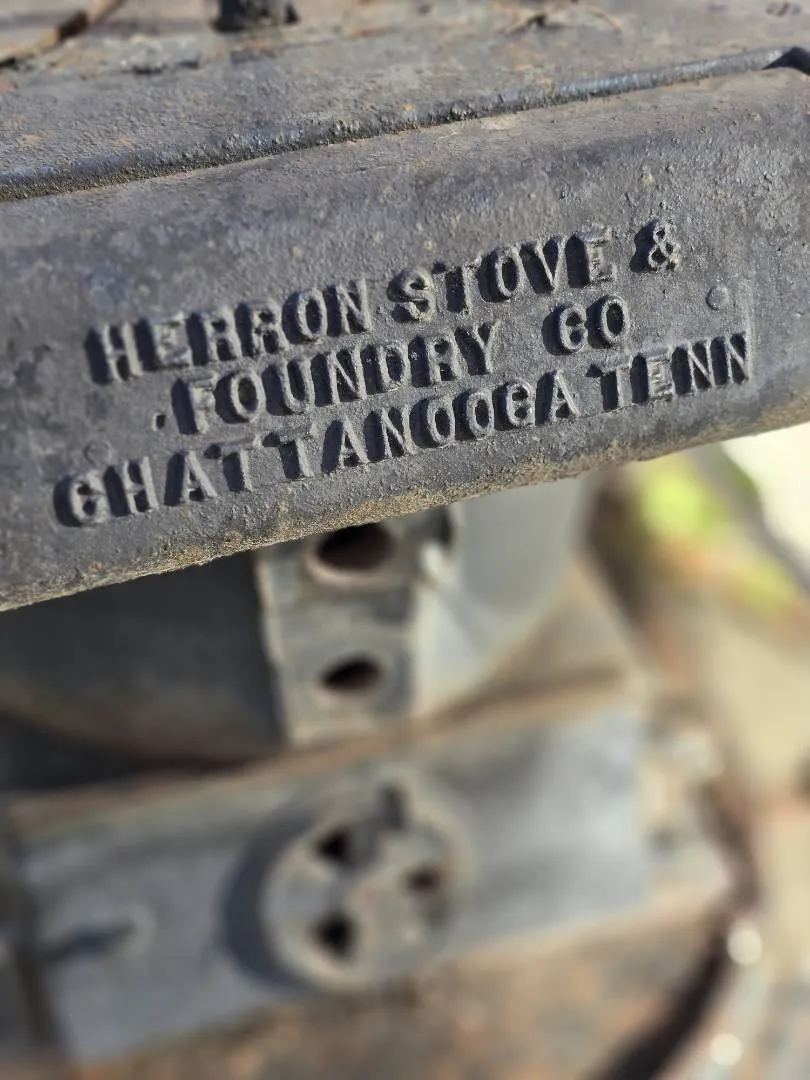 HERRON STOVE &
FOUNDRY CO
CHATTANOOGA TENN